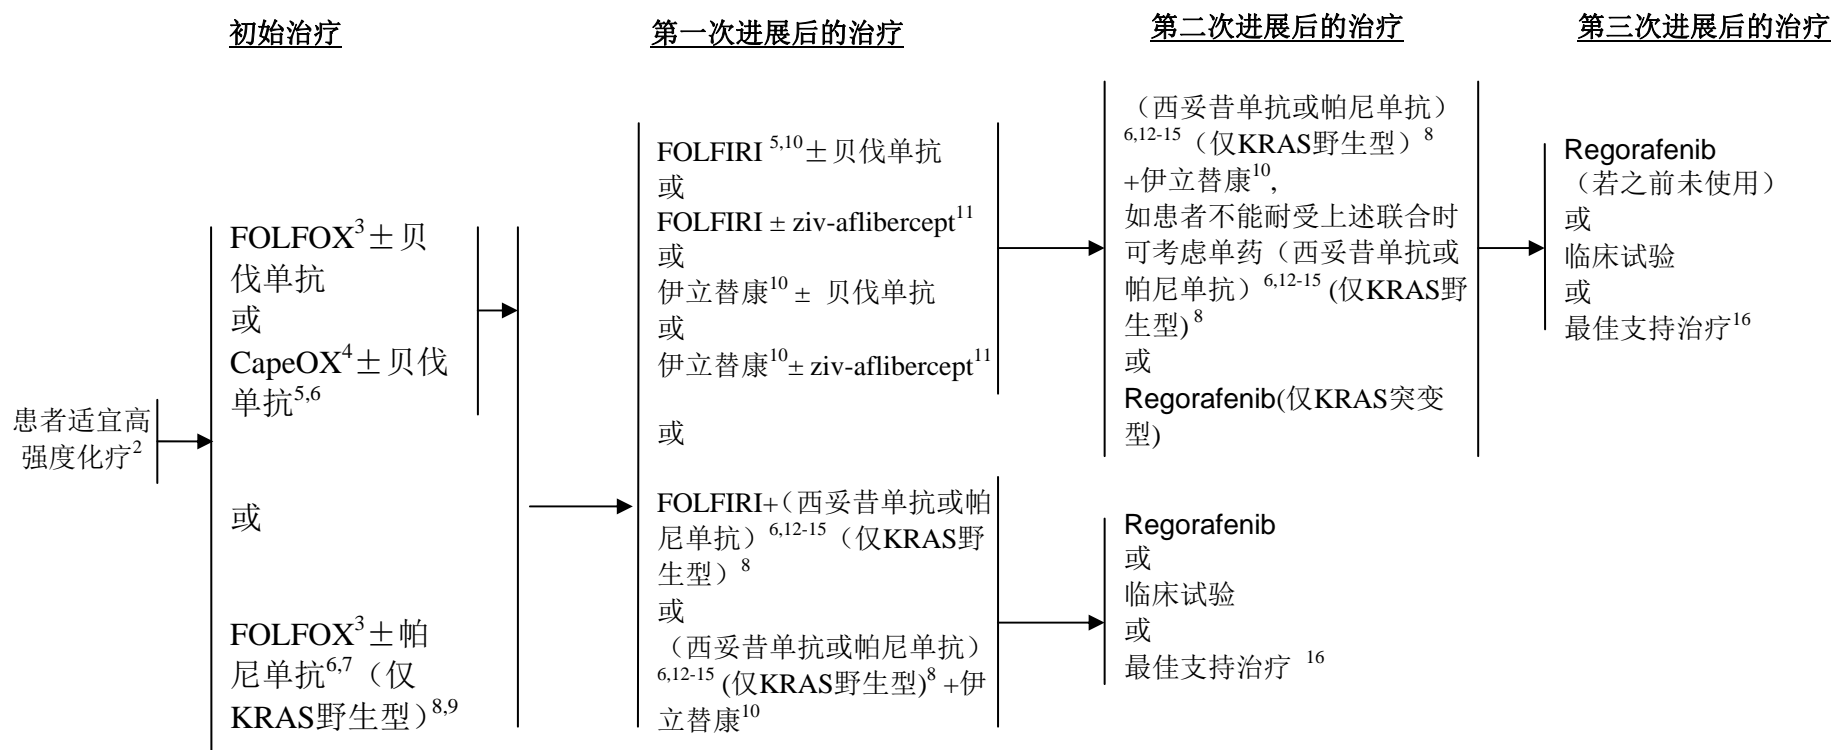 初始治疗
第一次进展后的治疗
第二次进展后的治疗
第三次进展后的治疗
患者适宜高
强度化疗2
FOLFOX3±贝
伐单抗
或
CapeOX4±贝伐
单抗5,6
或
FOLFOX3±帕
尼单抗6,7（仅
KRAS野生型）8,9
FOLFIRI 5,10±贝伐单抗
或
FOLFIRI ± ziv-aflibercept11
或
伊立替康10 ± 贝伐单抗
或
伊立替康10± ziv-aflibercept11
或
FOLFIRI+（西妥昔单抗或帕
尼单抗）6,12-15（仅KRAS野
生型）8
或
（西妥昔单抗或帕尼单抗）
6,12-15 (仅KRAS野生型)8 +伊
立替康10
（西妥昔单抗或帕尼单抗）
6,12-15（仅KRAS野生型）8
+伊立替康10,
如患者不能耐受上述联合时
可考虑单药（西妥昔单抗或
帕尼单抗）6,12-15 (仅KRAS野
生型)8
或
Regorafenib(仅KRAS突变
型)
Regorafenib
或
临床试验
或
最佳支持治疗 16
Regorafenib
（若之前未使用）
或
临床试验
或
最佳支持治疗16